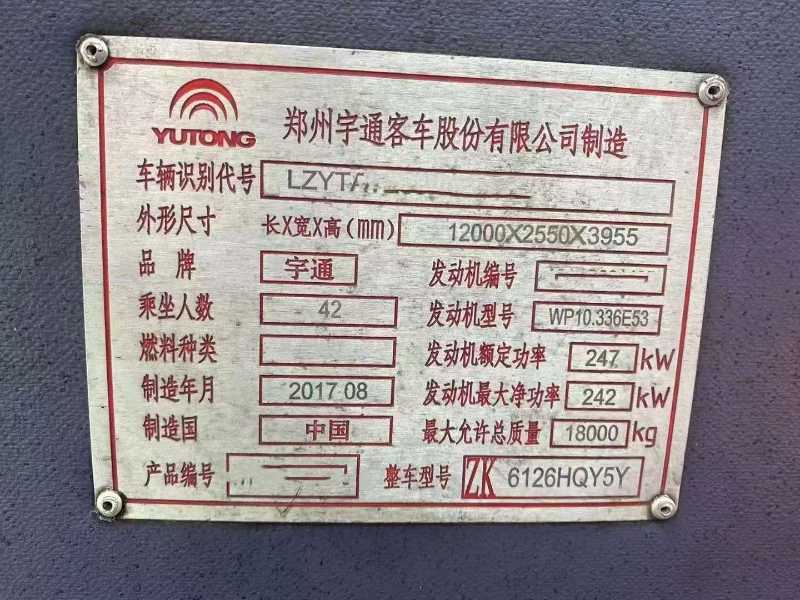 YUTONG 郑州宇通客车股份有限公司制造
车辆识别代号 LZYT
外形尺寸 长X宽X高(mm) 12000X2550X3955
品牌 宇通 发动机编号
乘坐人数 42 发动机型号 WP10.336E53
燃料种类 发动机额定功率 247 kW
制造年月 2017.08 发动机最大净功率 242 kW
制造国 中国 最大允许总质量 18000 kg
产品编号 整车型号 ZK 6126HQY5Y